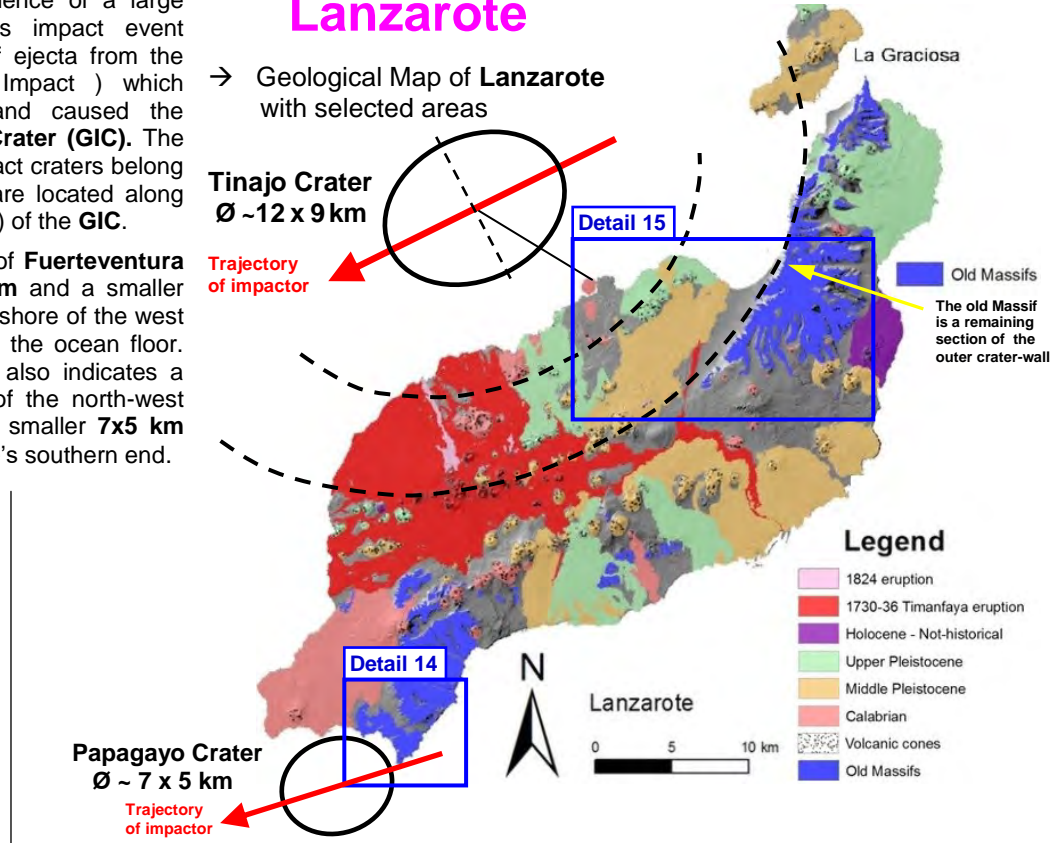 ence of a large
s impact event
f ejecta from the
Impact ) which
and caused the
Crater (GIC). The
act craters belong
are located along
) of the GIC.
of Fuerteventura
m and a smaller
shore of the west
the ocean floor.
also indicates a
of the north-west
smaller 7x5 km
's southern end.
Lanzarote
→ Geological Map of Lanzarote
with selected areas
Tinajo Crater
Ø ~12 x 9 km
Trajectory
of impactor
La Graciosa
Detail 15
Old Massifs
The old Massif
is a remaining
section of the
outer crater-wall
Detail 14
Papagayo Crater
Ø ~ 7 x 5 km
Trajectory
of impactor
N
Lanzarote
0 5 10 km
Legend
1824 eruption
1730-36 Timanfaya eruption
Holocene - Not-historical
Upper Pleistocene
Middle Pleistocene
Calabrian
Volcanic cones
Old Massifs